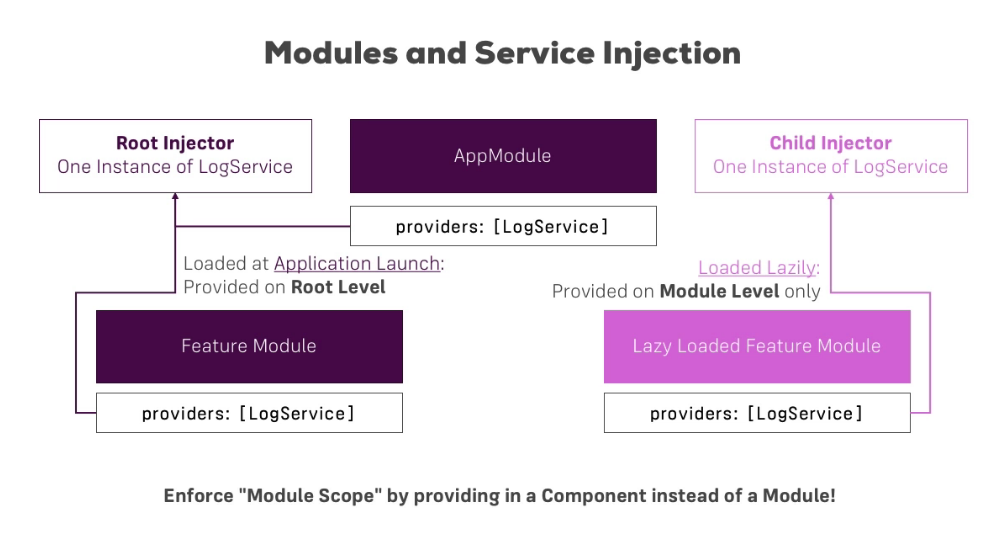 Modules and Service Injection
Root Injector
One Instance of LogService
AppModule
Child Injector
One Instance of LogService
providers: [LogService]
Loaded at Application Launch:
Provided on Root Level
Loaded Lazily:
Provided on Module Level only
Feature Module
Lazy Loaded Feature Module
providers: [LogService]
providers: [LogService]
Enforce "Module Scope" by providing in a Component instead of a Module!